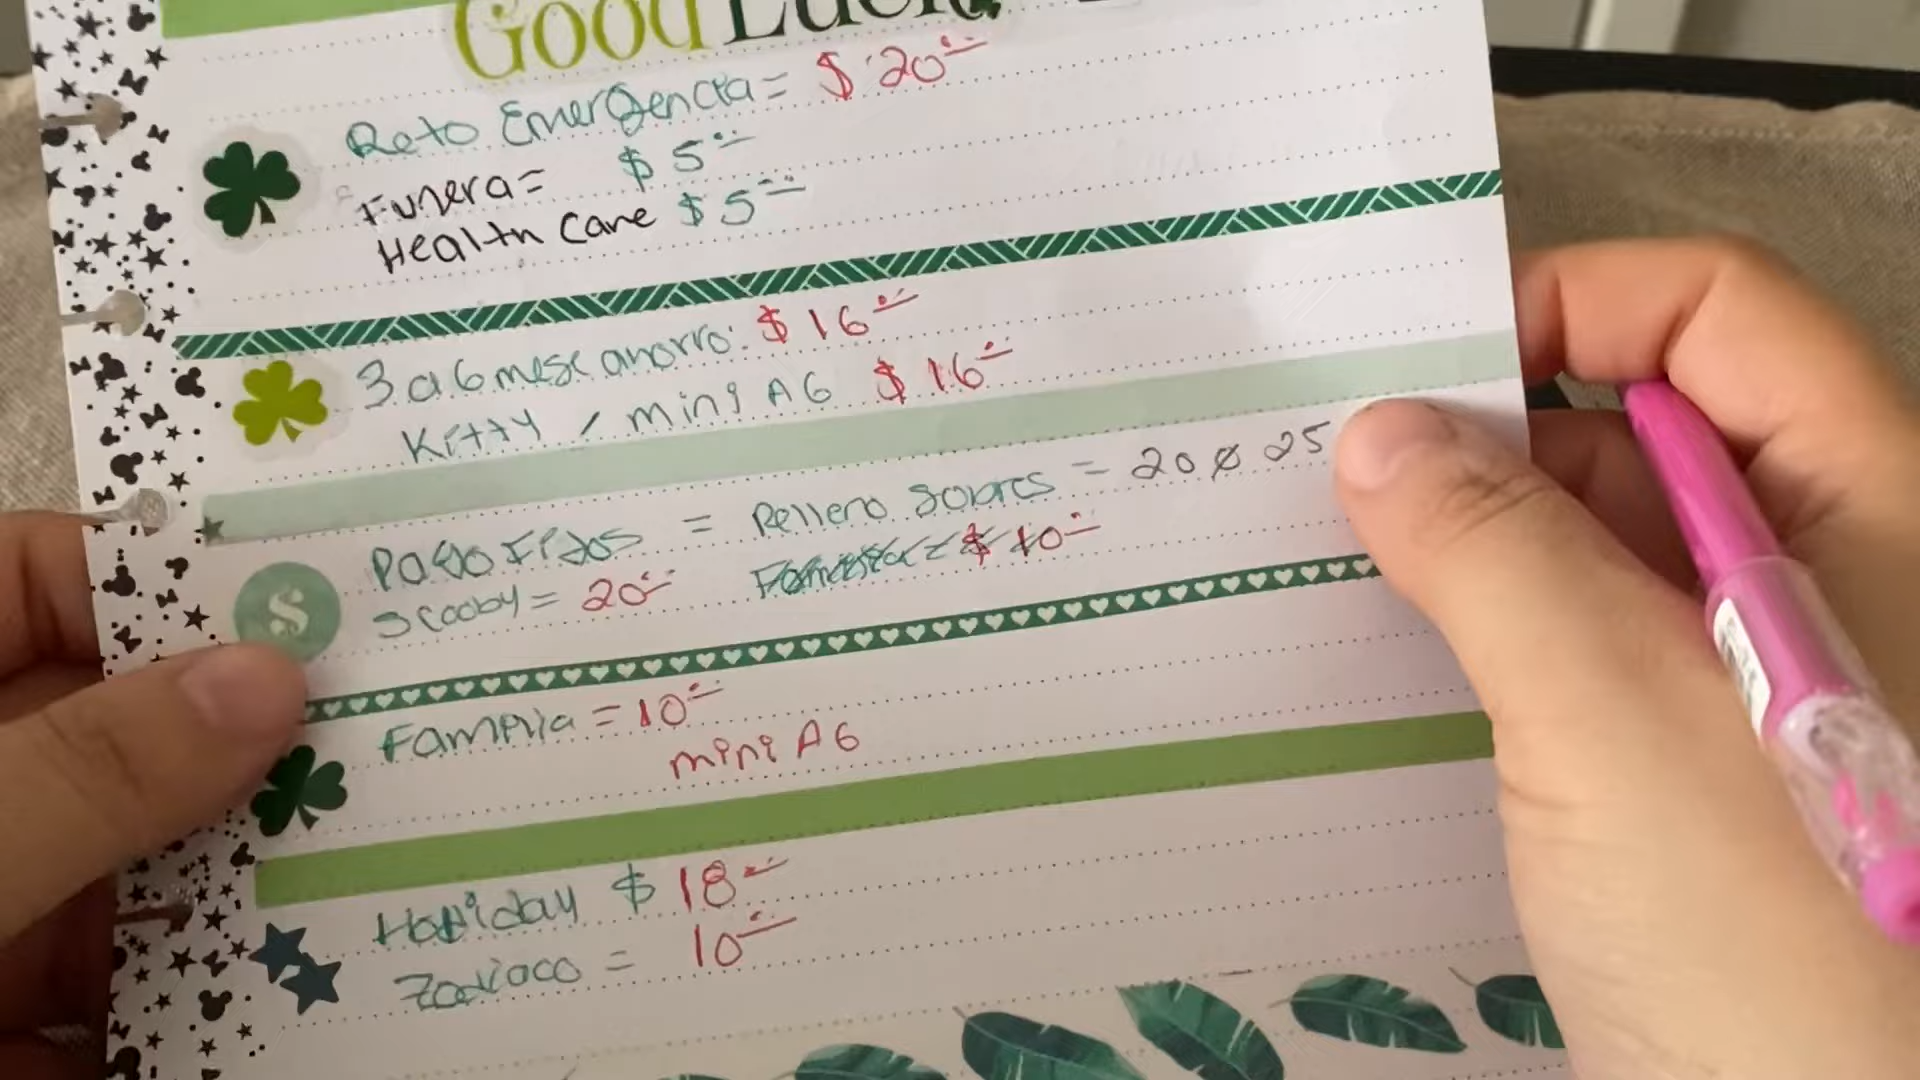 Good Luck
Reto Emergencia = $ 20
Funera = $ 5
Health Care $ 5
3 a 6 mese ahorro: $ 16
Kitty / mini A6 $ 16
Pago Fijos = Relleno Sobres = 20 ø 25
Scooby = 20 $ 10
Familia = 10
mini A6
Holiday $ 18
Zodiaco = 10